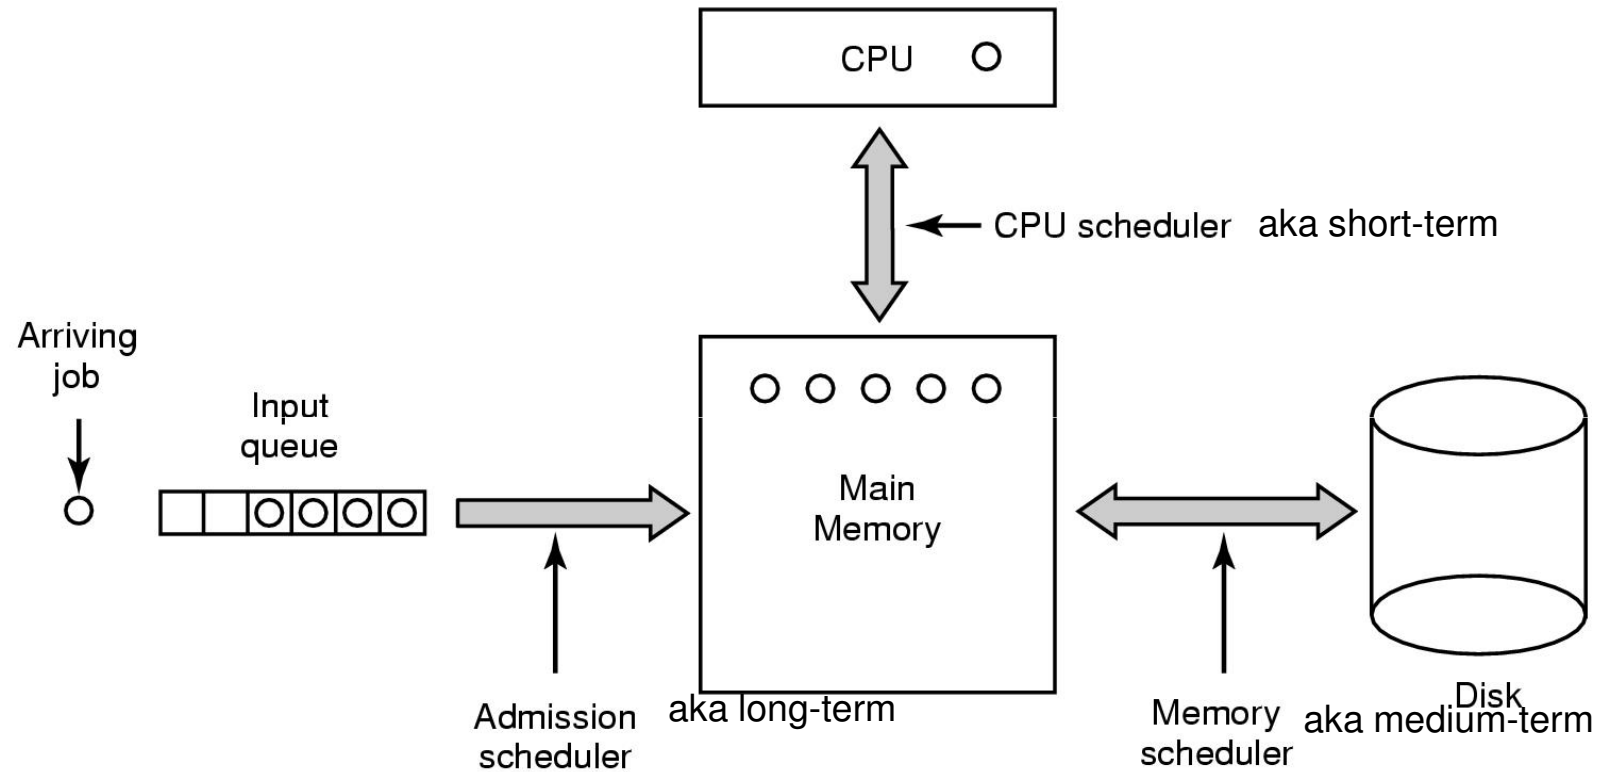 CPU
CPU scheduler aka short-term
Arriving
job
Input
queue
Main
Memory
Admission
scheduler
aka long-term
Memory
scheduler
Disk
aka medium-term